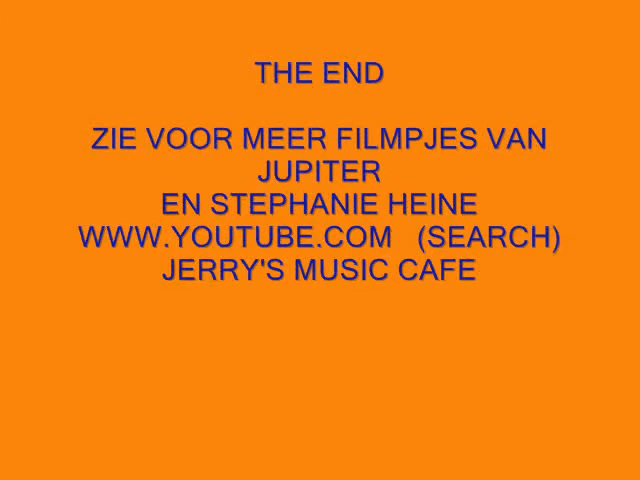 THE END
ZIE VOOR MEER FILMPJES VAN
JUPITER
EN STEPHANIE HEINE
WWW.YOUTUBE.COM (SEARCH)
JERRY'S MUSIC CAFE